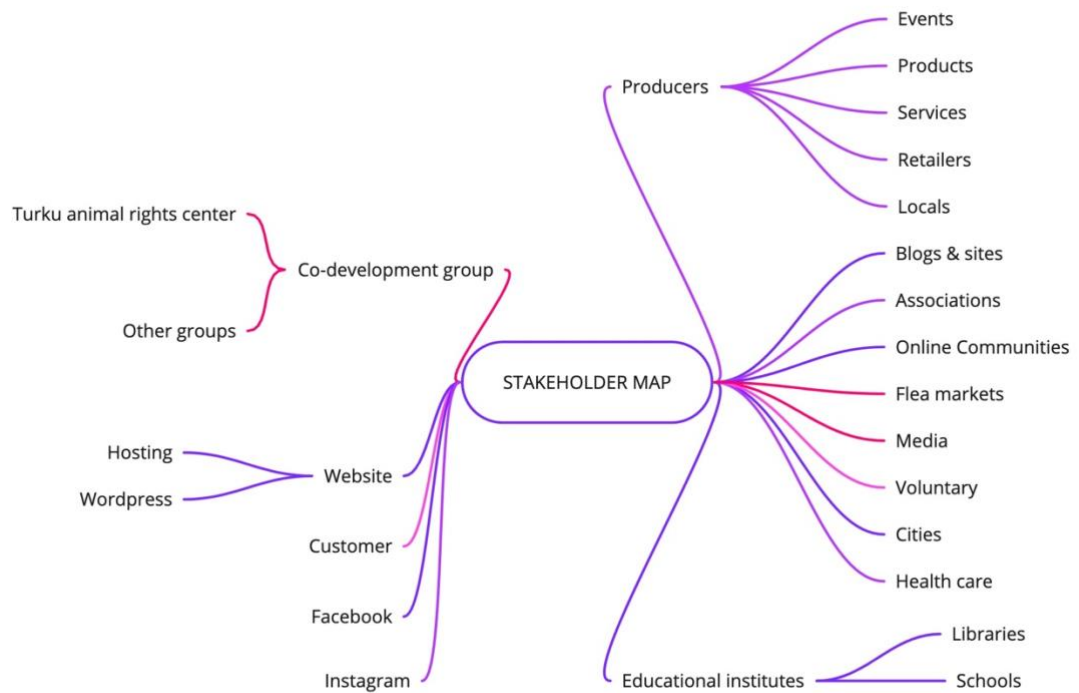 Events
Producers
Products
Services
Retailers
Locals
Turku animal rights center
Co-development group
Other groups
Blogs & sites
Associations
Online Communities
STAKEHOLDER MAP
Flea markets
Media
Voluntary
Cities
Health care
Hosting
Website
Wordpress
Customer
Facebook
Instagram
Libraries
Educational institutes
Schools